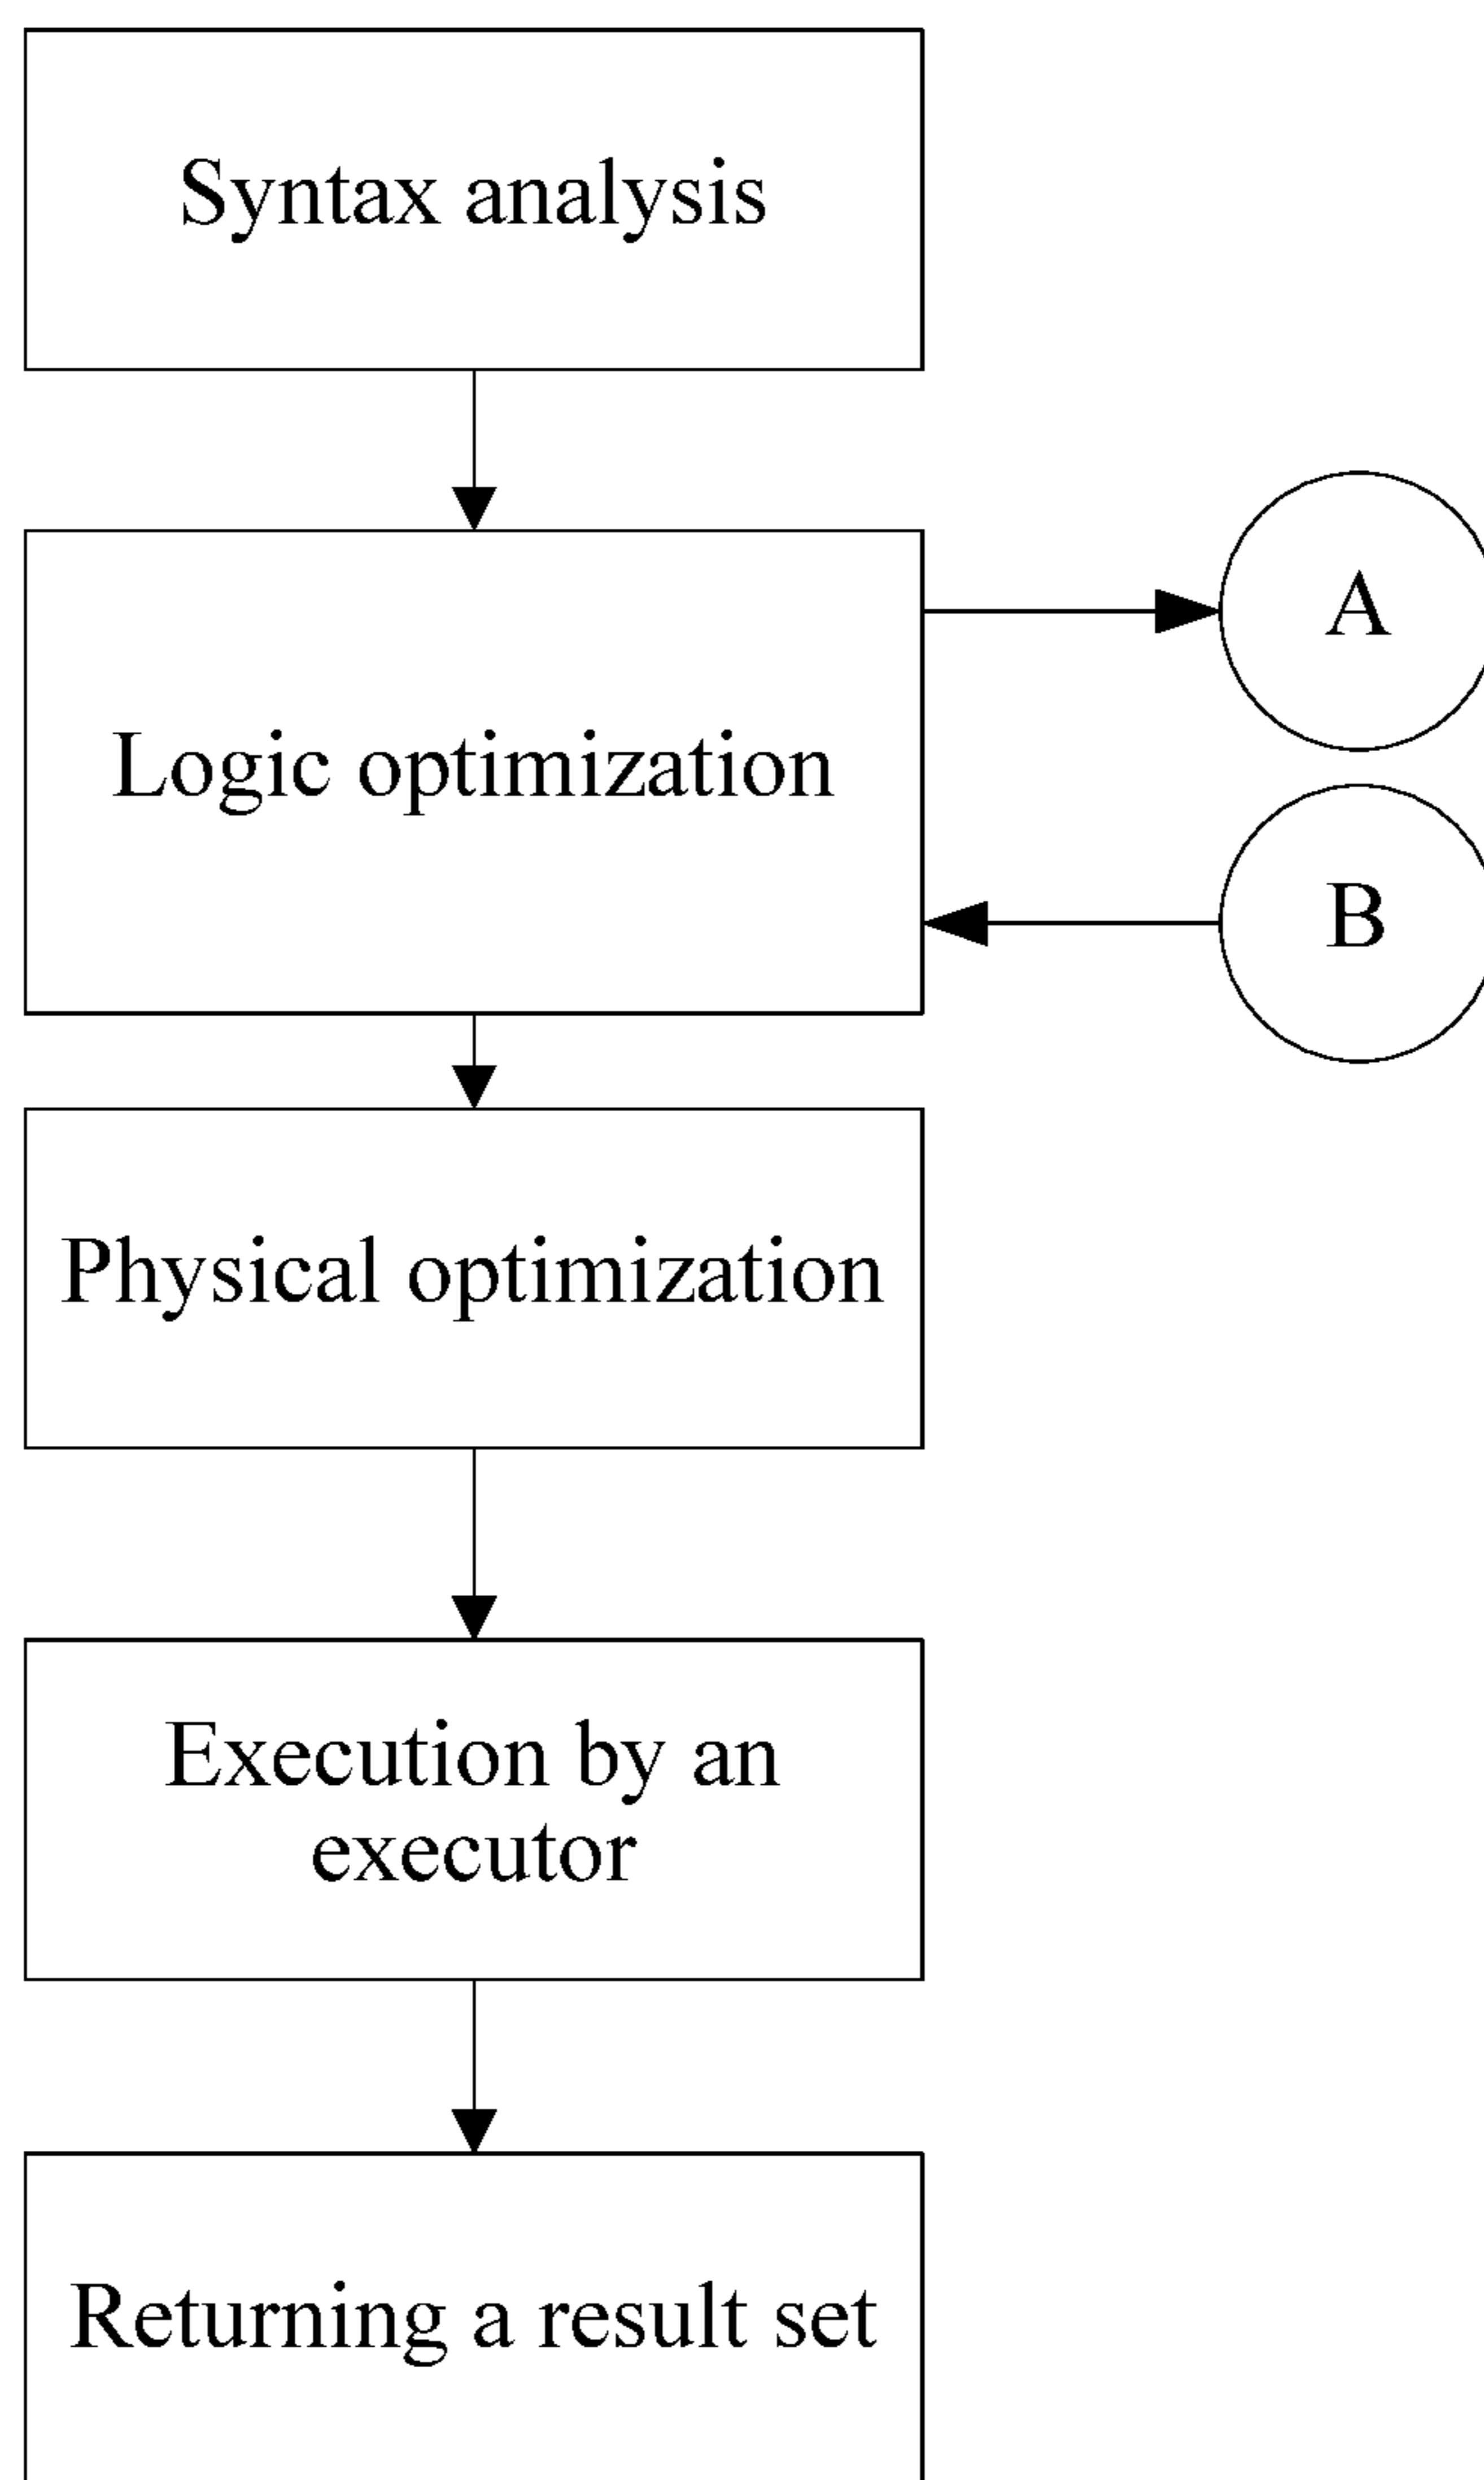 Syntax analysis
A
Logic optimization
B
Physical optimization
Execution by an
executor
Returning a result set